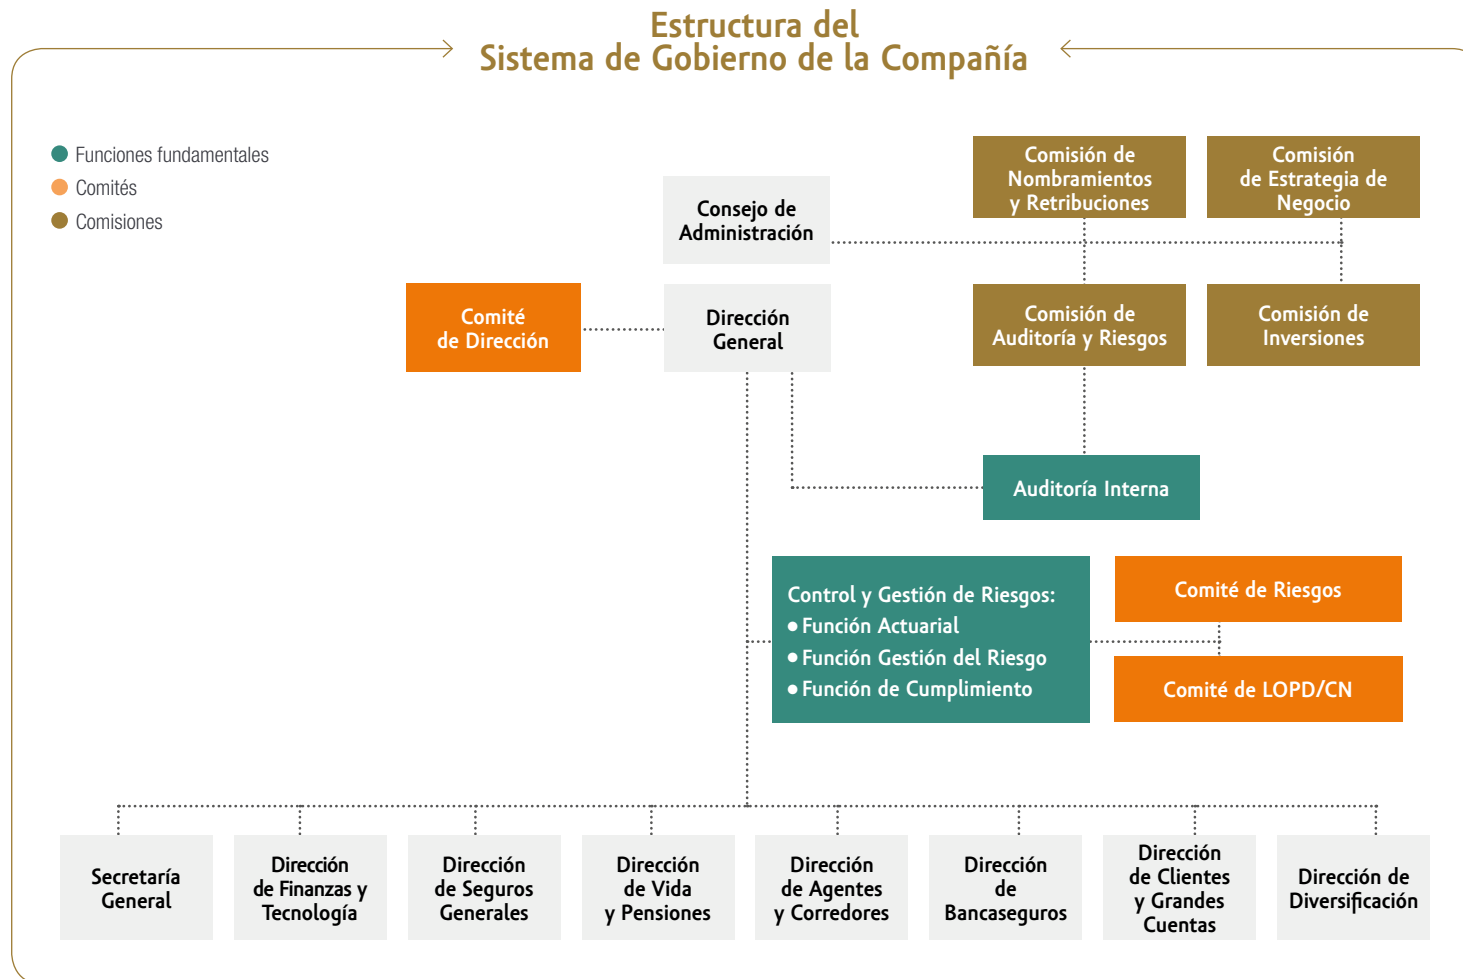 Estructura del
Sistema de Gobierno de la Compañía
Funciones fundamentales
Comités
Comisiones
Consejo de
Administración
Comisión de
Nombramientos
y Retribuciones
Comisión
de Estrategia de
Negocio
Comité
de Dirección
Dirección
General
Comisión de
Auditoría y Riesgos
Comisión de
Inversiones
Auditoría Interna
Control y Gestión de Riesgos:
• Función Actuarial
• Función Gestión del Riesgo
• Función de Cumplimiento
Comité de Riesgos
Comité de LOPD/CN
Secretaría
General
Dirección
de Finanzas y
Tecnología
Dirección
de Seguros
Generales
Dirección
de Vida
y Pensiones
Dirección
de Agentes
y Corredores
Dirección
de
Bancaseguros
Dirección
de Clientes
y Grandes
Cuentas
Dirección de
Diversificación